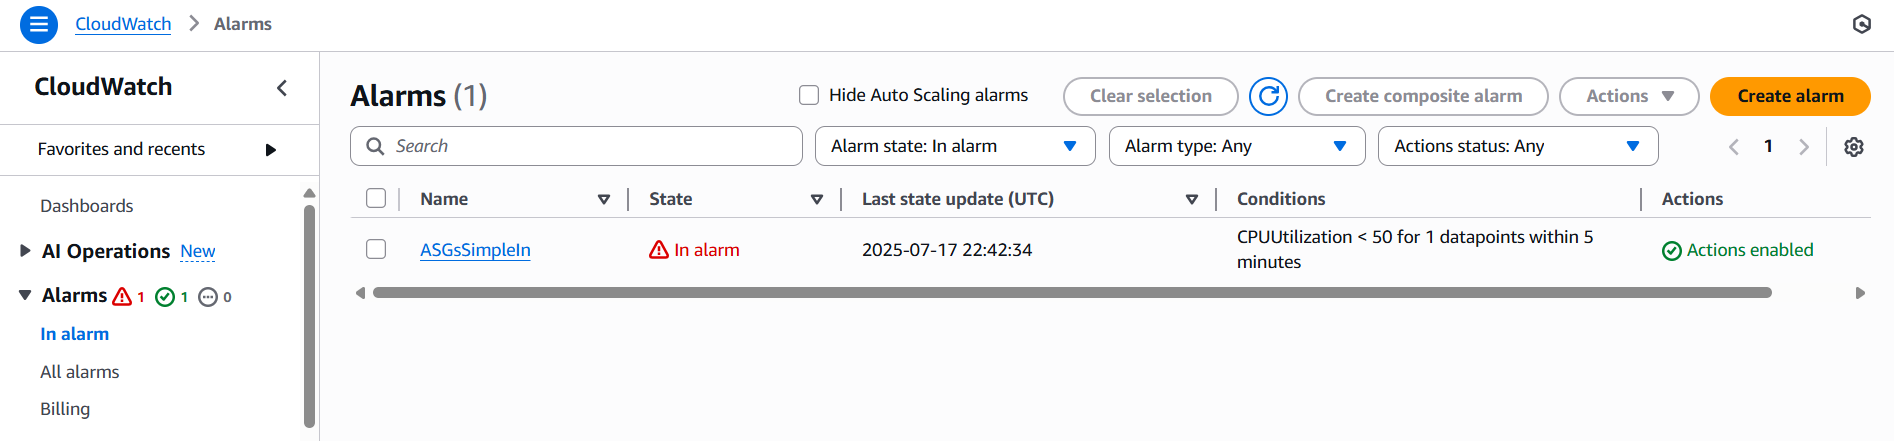 CloudWatch > Alarms
CloudWatch
Favorites and recents
Dashboards
AI Operations New
Alarms 1 1 0
In alarm
All alarms
Billing
Alarms (1)
Hide Auto Scaling alarms
Clear selection
Create composite alarm
Actions
Create alarm
Search
Alarm state: In alarm
Alarm type: Any
Actions status: Any
1
Name State Last state update (UTC) Conditions Actions
ASGsSimpleIn In alarm 2025-07-17 22:42:34 CPUUtilization < 50 for 1 datapoints within 5
minutes
Actions enabled